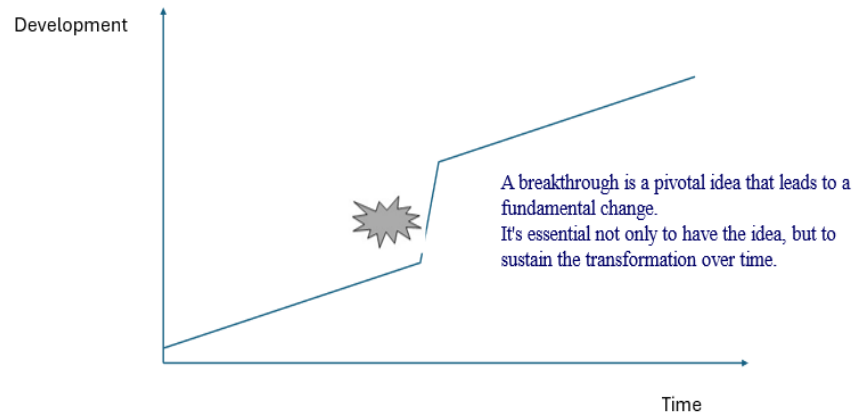 Development
A breakthrough is a pivotal idea that leads to a
fundamental change.
It's essential not only to have the idea, but to
sustain the transformation over time.
Time